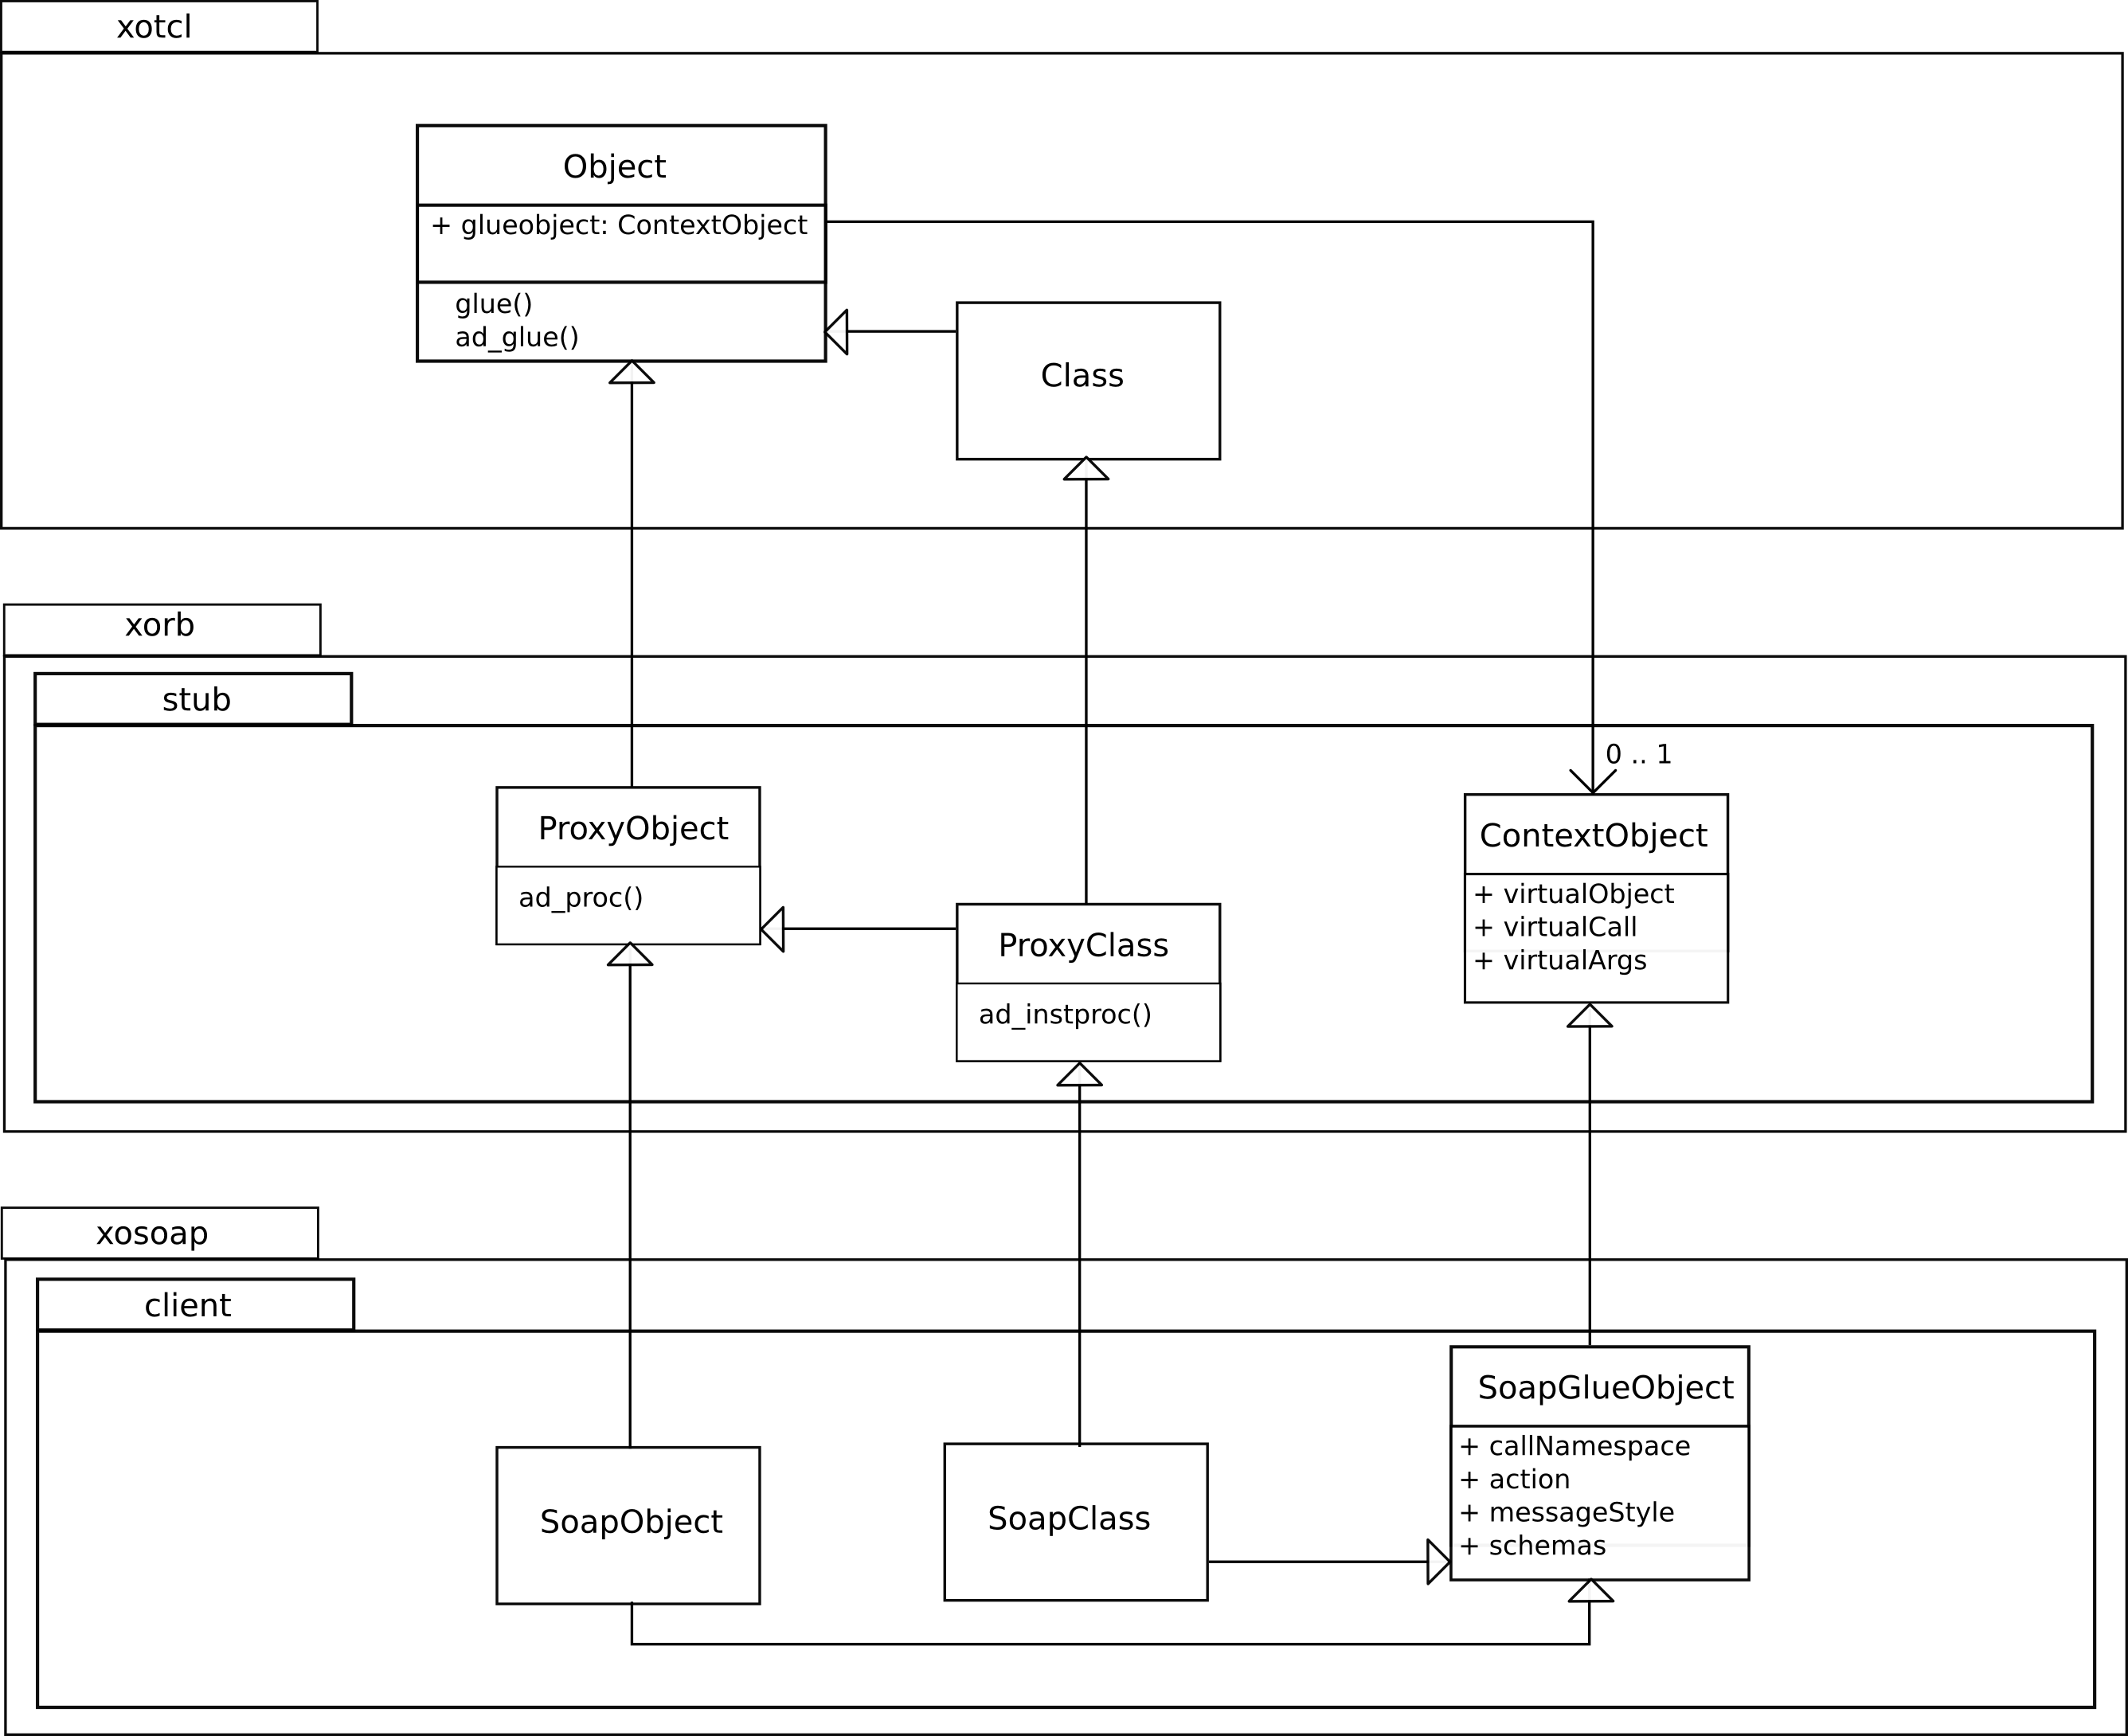 xotcl
Object
+ glueobject: ContextObject
glue()
ad_glue()
Class
xorb
stub
0 .. 1
ProxyObject
ad_proc()
ContextObject
+ virtualObject
+ virtualCall
+ virtualArgs
ProxyClass
ad_instproc()
xosoap
client
SoapGlueObject
+ callNamespace
+ action
+ messageStyle
+ schemas
SoapObject
SoapClass